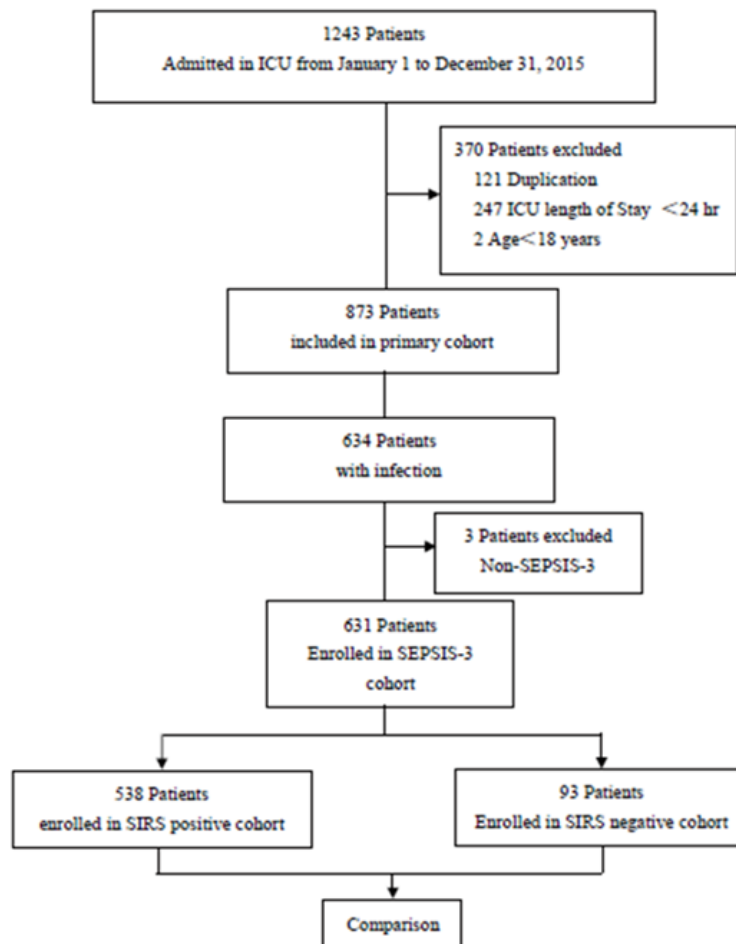 1243 Patients
Admitted in ICU from January 1 to December 31, 2015
370 Patients excluded
121 Duplication
247 ICU length of Stay <24 hr
2 Age<18 years
873 Patients
included in primary cohort
634 Patients
with infection
3 Patients excluded
Non-SEPSIS-3
631 Patients
Enrolled in SEPSIS-3
cohort
538 Patients
enrolled in SIRS positive cohort
93 Patients
Enrolled in SIRS negative cohort
Comparison